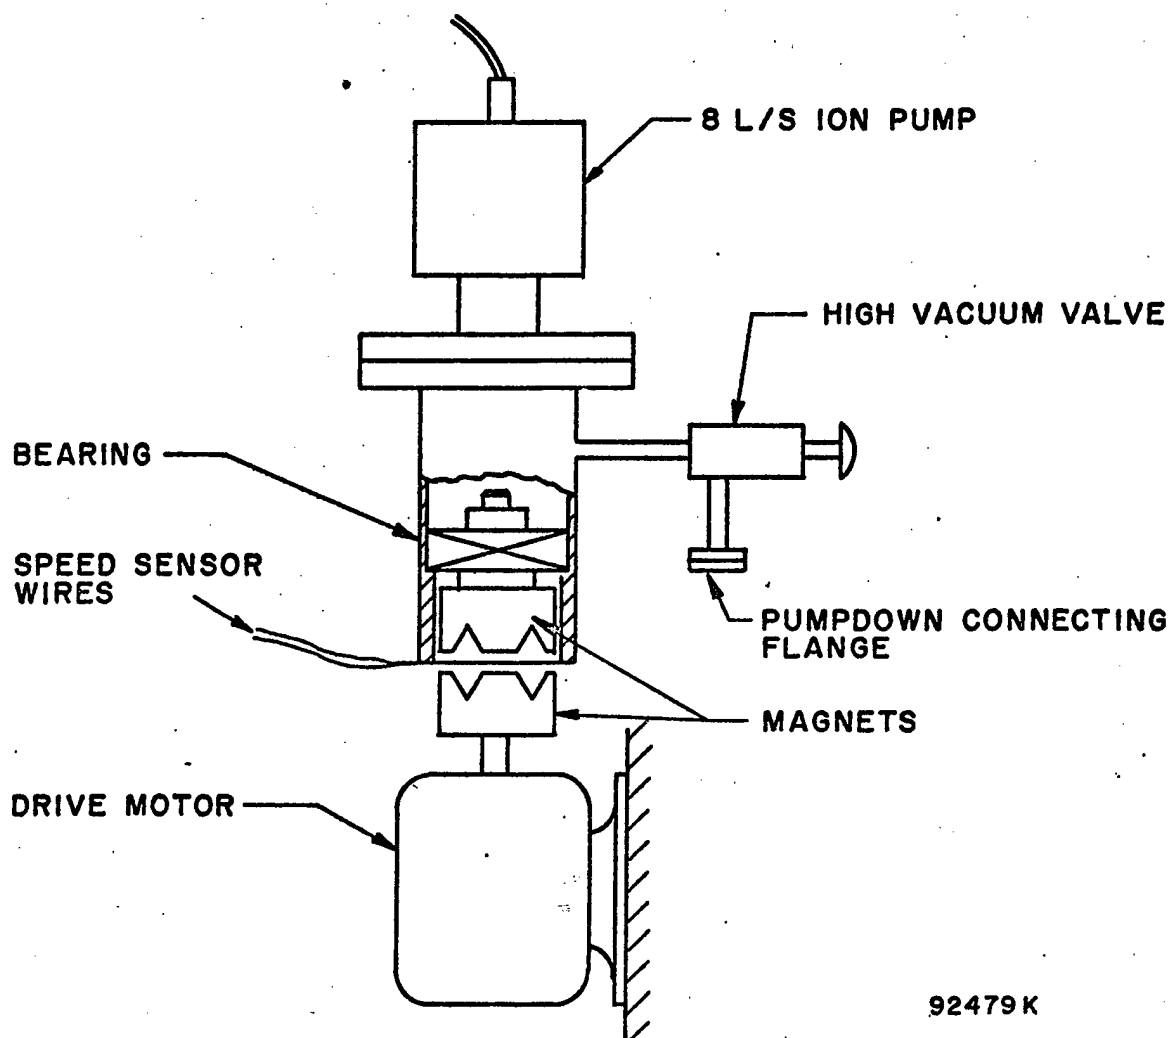 8 L/S ION PUMP
HIGH VACUUM VALVE
BEARING
SPEED SENSOR
WIRES
PUMPDOWN CONNECTING
FLANGE
MAGNETS
DRIVE MOTOR
92479K